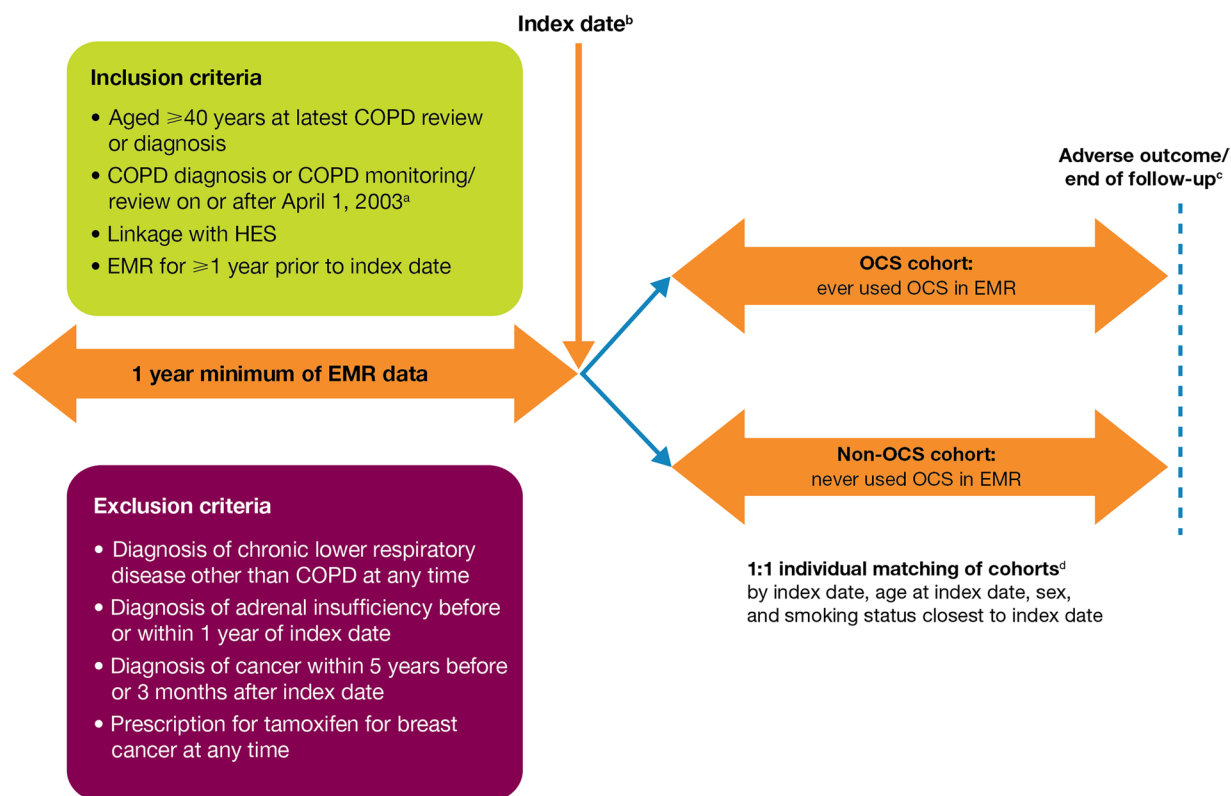 Index dateᵇ
Inclusion criteria
• Aged ⩾40 years at latest COPD review
or diagnosis
• COPD diagnosis or COPD monitoring/
review on or after April 1, 2003ᵃ
• Linkage with HES
• EMR for ⩾1 year prior to index date
1 year minimum of EMR data
Exclusion criteria
• Diagnosis of chronic lower respiratory
disease other than COPD at any time
• Diagnosis of adrenal insufficiency before
or within 1 year of index date
• Diagnosis of cancer within 5 years before
or 3 months after index date
• Prescription for tamoxifen for breast
cancer at any time
Adverse outcome/
end of follow-upᶜ
OCS cohort:
ever used OCS in EMR
Non-OCS cohort:
never used OCS in EMR
1:1 individual matching of cohortsᵈ
by index date, age at index date, sex,
and smoking status closest to index date